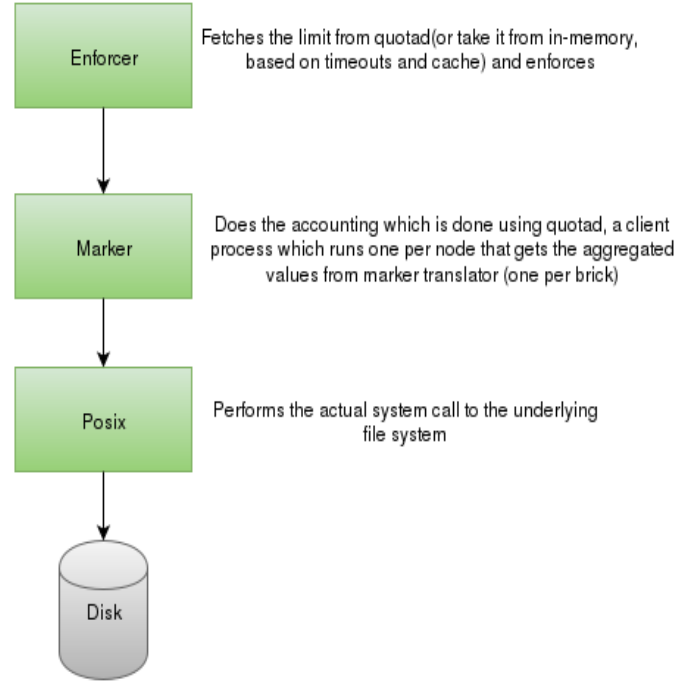 Enforcer
Fetches the limit from quotad(or take it from in-memory,
based on timeouts and cache) and enforces
Marker
Does the accounting which is done using quotad, a client
process which runs one per node that gets the aggregated
values from marker translator (one per brick)
Posix
Performs the actual system call to the underlying
file system
Disk